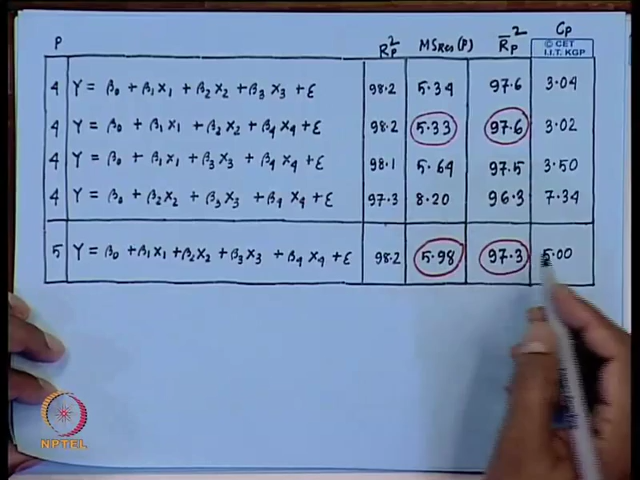 P R²p MSRes(P) R̄²p Cp
© CET
I.I.T. KGP
4 Y = β₀ + β₁X₁ + β₂X₂ + β₃X₃ + ε 98.2 5.34 97.6 3.04
4 Y = β₀ + β₁X₁ + β₂X₂ + β₄X₄ + ε 98.2 5.33 97.6 3.02
4 Y = β₀ + β₁X₁ + β₃X₃ + β₄X₄ + ε 98.1 5.64 97.5 3.50
4 Y = β₀ + β₂X₂ + β₃X₃ + β₄X₄ + ε 97.3 8.20 96.3 7.34
5 Y = β₀ + β₁X₁ + β₂X₂ + β₃X₃ + β₄X₄ + ε 98.2 5.98 97.3 5.00
NPTEL